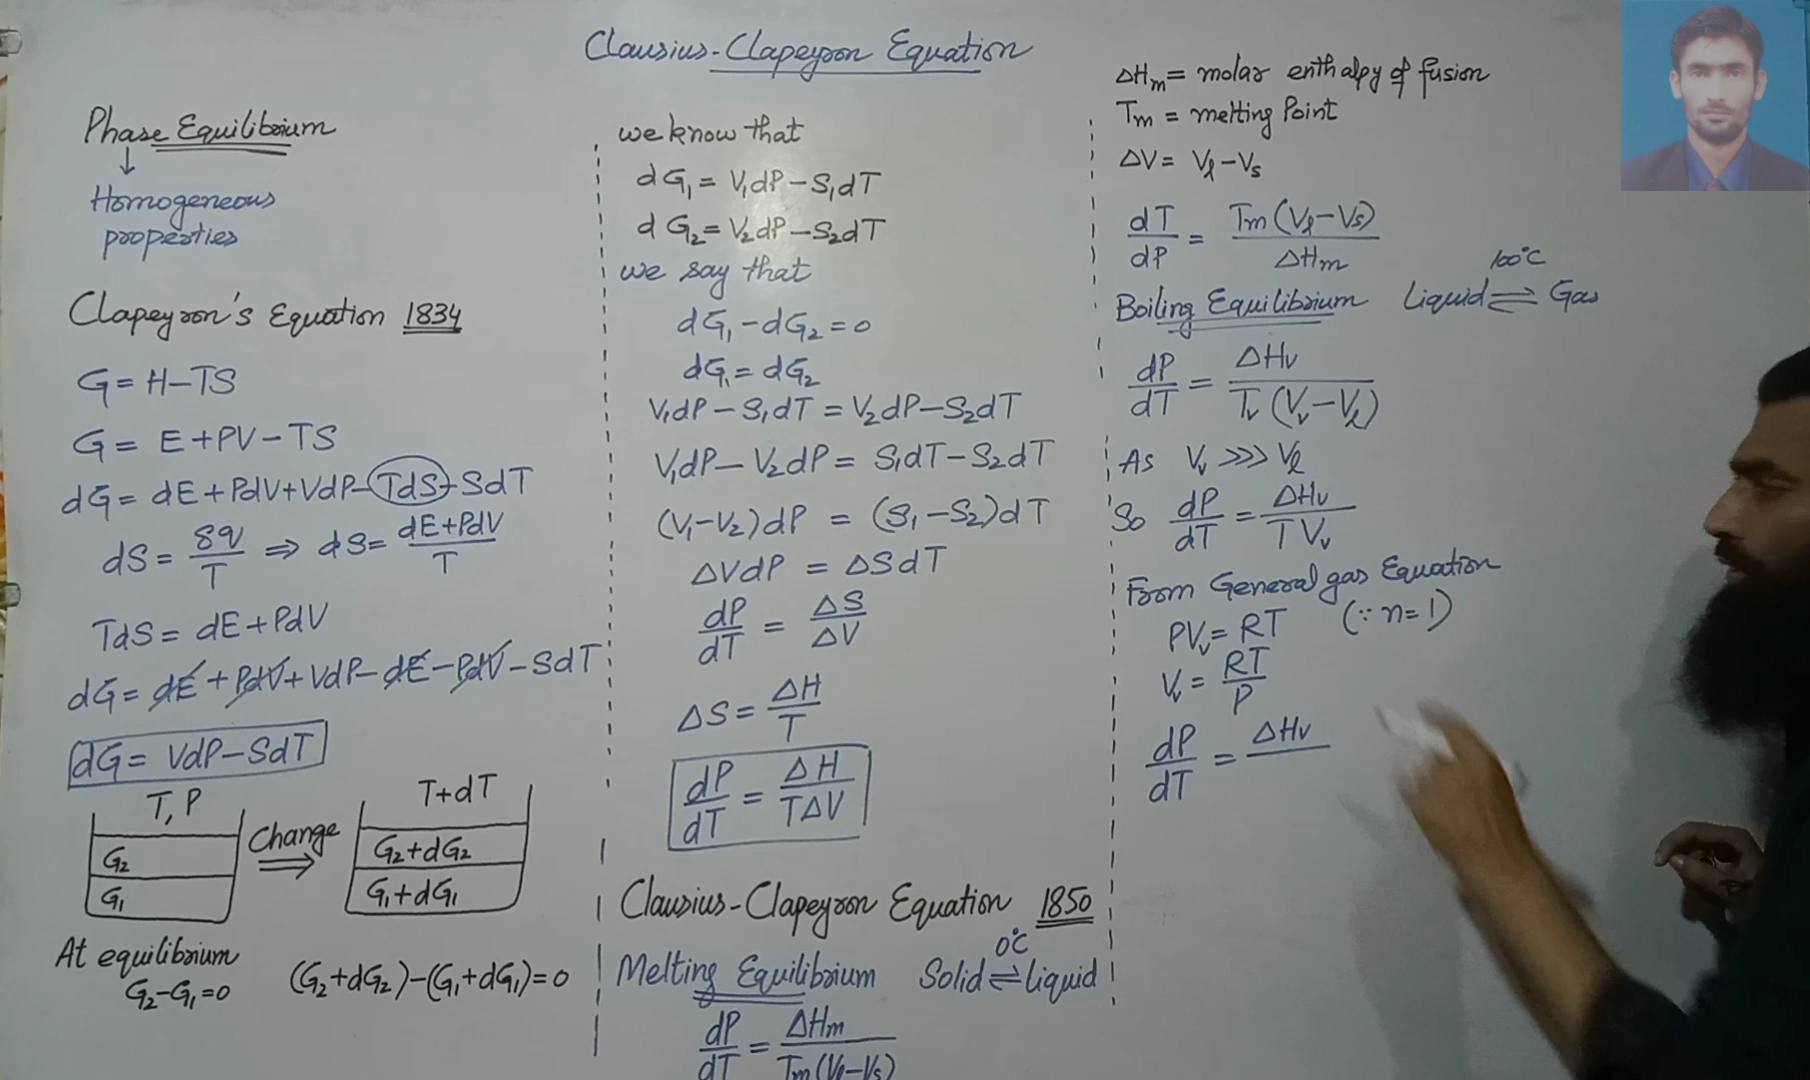 Clausius-Clapeyron Equation
Phase Equilibrium
↓
Homogeneous
properties
Clapeyron's Equation 1834
G = H-TS
G = E+PV-TS
dG = dE+PdV+VdP-TdS-SdT
dS = δq/T ⇒ dS = (dE+PdV)/T
TdS = dE+PdV
dG = dE+PdV+VdP-dE-PdV-SdT
dG = VdP-SdT
T, P
G₂
G₁
Change
⇒
T+dT
G₂+dG₂
G₁+dG₁
At equilibrium
G₂-G₁=0
(G₂+dG₂)-(G₁+dG₁)=0
we know that
dG₁ = V₁dP-S₁dT
dG₂ = V₂dP-S₂dT
we say that
dG₁-dG₂=0
dG₁=dG₂
V₁dP-S₁dT = V₂dP-S₂dT
V₁dP-V₂dP = S₁dT-S₂dT
(V₁-V₂)dP = (S₁-S₂)dT
ΔVdP = ΔSdT
dP/dT = ΔS/ΔV
ΔS = ΔH/T
dP/dT = ΔH/TΔV
Clausius-Clapeyron Equation 1850
Melting Equilibrium Solid ⇌ liquid 0°C
dP/dT = ΔHm/Tm(Vl-Vs)
ΔHm = molar enthalpy of fusion
Tm = melting Point
ΔV = Vl-Vs
dT/dP = Tm(Vl-Vs)/ΔHm
Boiling Equilibrium Liquid ⇌ Gas 100°C
dP/dT = ΔHv/Tv(Vv-Vl)
As Vv >>> Vl
So dP/dT = ΔHv/TVv
From General gas Equation
PVv = RT (∵ n=1)
Vv = RT/P
dP/dT = ΔHv